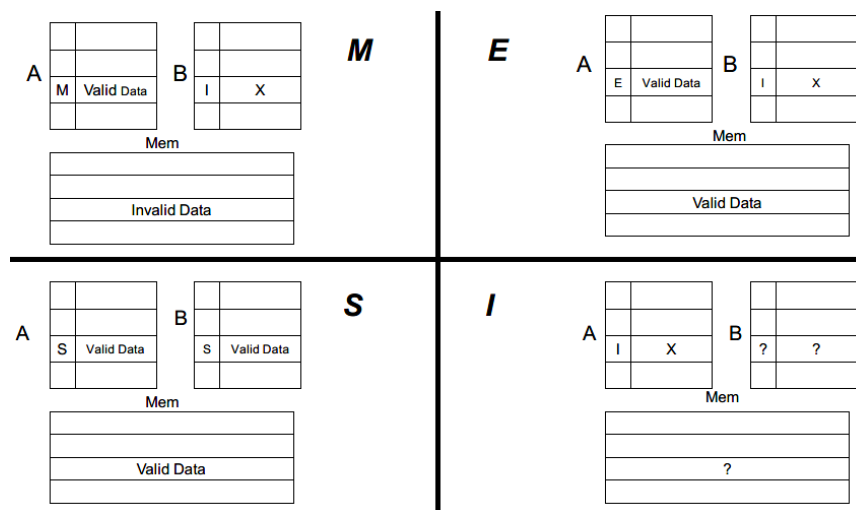 M
A
M Valid Data
B
I X
Mem
Invalid Data
E
A
E Valid Data
B
I X
Mem
Valid Data
S
A
S Valid Data
B
S Valid Data
Mem
Valid Data
I
A
I X
B
? ?
Mem
?